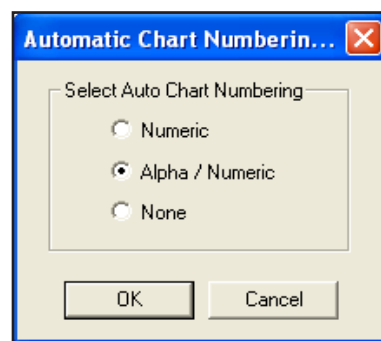 Automatic Chart Numberin...
Select Auto Chart Numbering
Numeric
Alpha / Numeric
None
OK Cancel